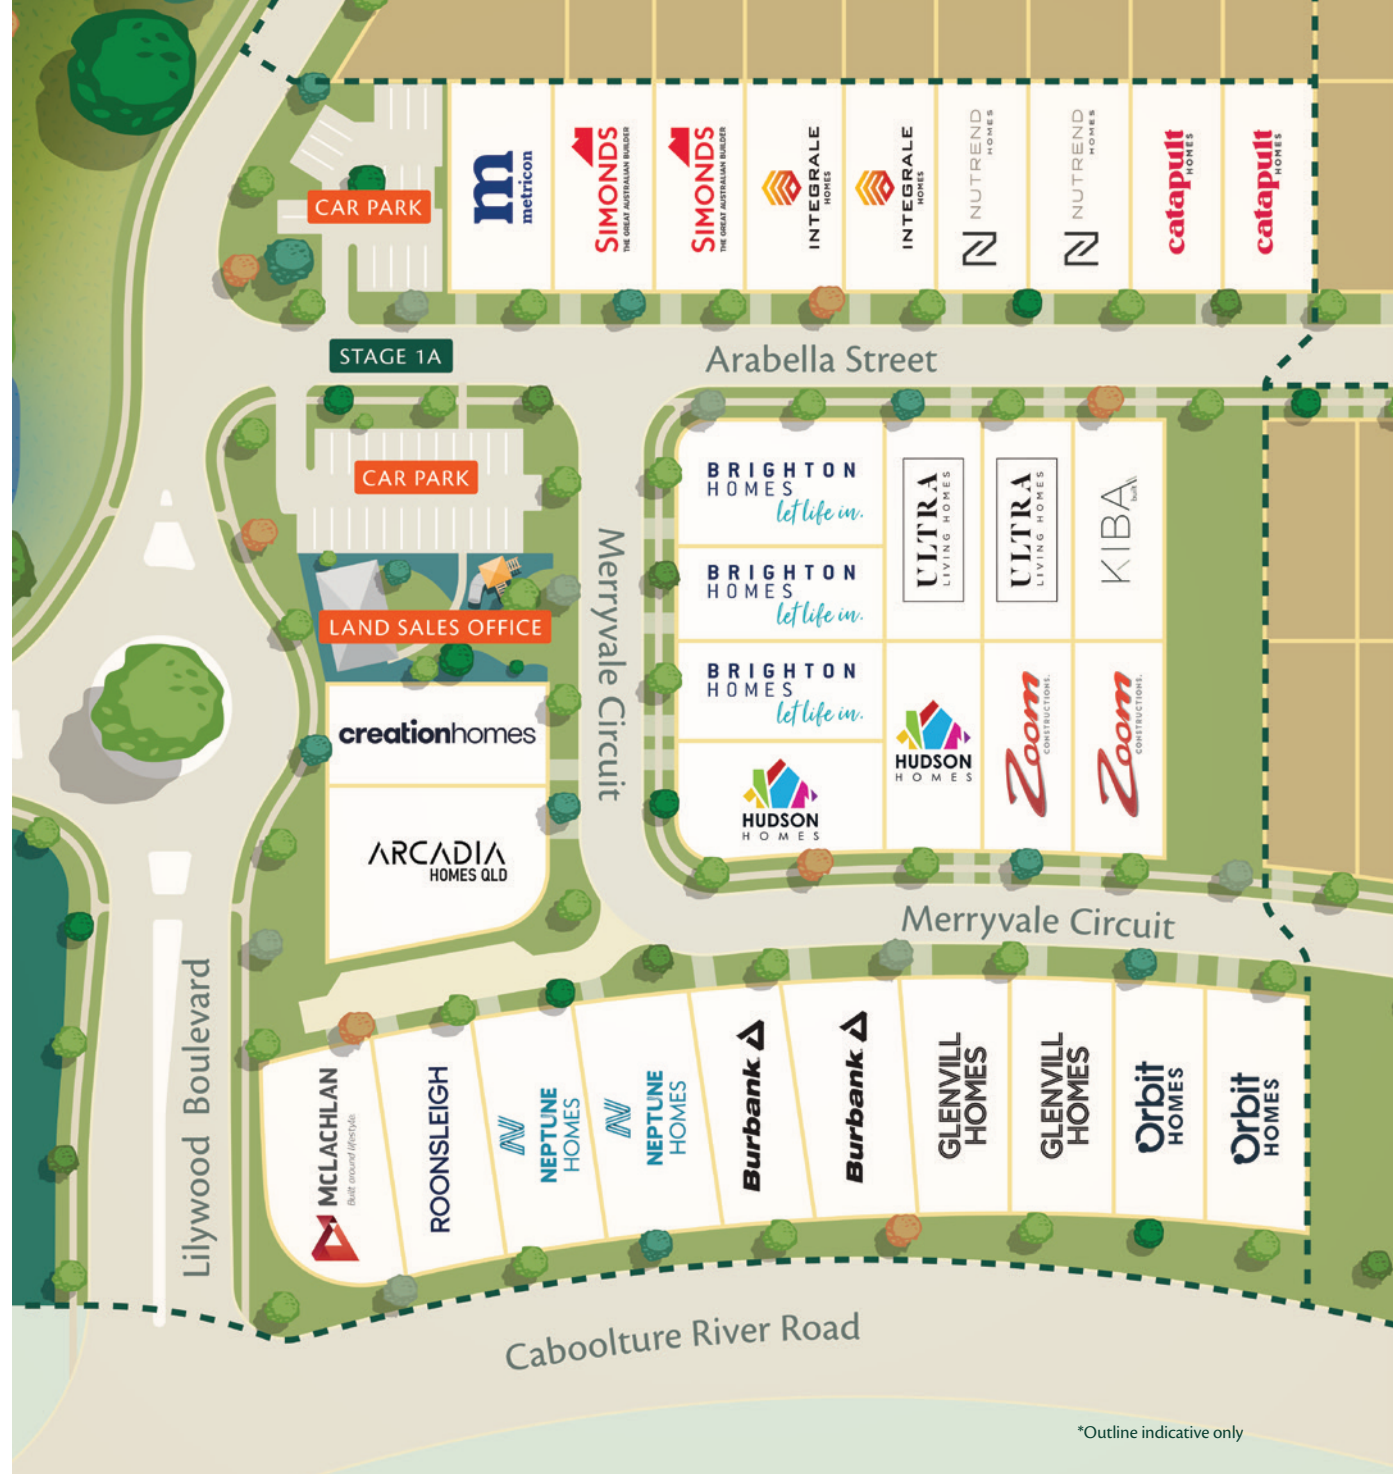 CAR PARK
m
metricon
SIMONDS
THE GREAT AUSTRALIAN BUILDER
SIMONDS
THE GREAT AUSTRALIAN BUILDER
INTEGRALE
HOMES
INTEGRALE
HOMES
N NUTREND
HOMES
N NUTREND
HOMES
catapult
HOMES
catapult
HOMES
STAGE 1A
Arabella Street
CAR PARK
LAND SALES OFFICE
Merryvale Circuit
BRIGHTON
HOMES
let life in.
BRIGHTON
HOMES
let life in.
BRIGHTON
HOMES
let life in.
ULTRA
LIVING HOMES
ULTRA
LIVING HOMES
KIBA
built
creationhomes
ARCADIA
HOMES QLD
HUDSON
HOMES
HUDSON
HOMES
Zoom
CONSTRUCTIONS.
Zoom
CONSTRUCTIONS.
Merryvale Circuit
Lilywood Boulevard
MCLACHLAN
Built around lifestyle.
ROONSLEIGH
NEPTUNE
HOMES
NEPTUNE
HOMES
Burbank
Burbank
GLENVILL
HOMES
GLENVILL
HOMES
Orbit
HOMES
Orbit
HOMES
Caboolture River Road
*Outline indicative only